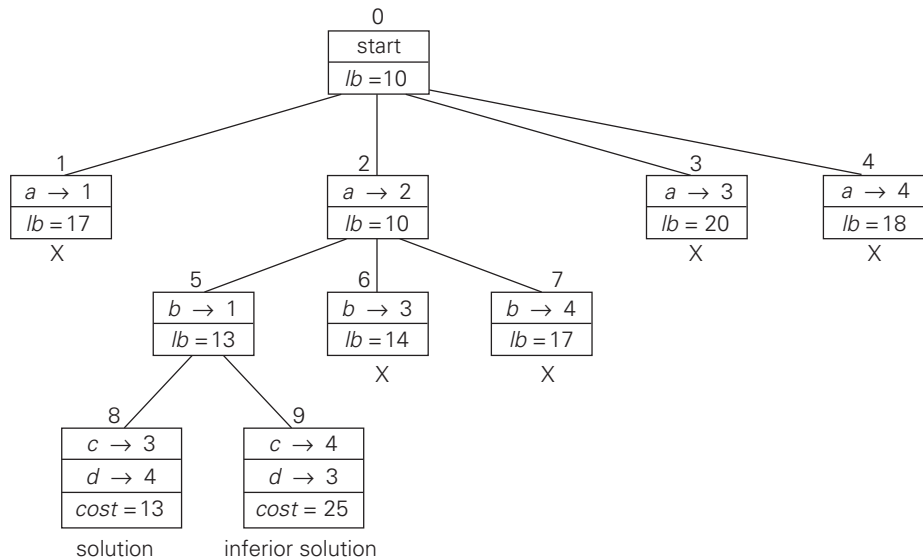 0
start
lb = 10
1 2 3 4
a → 1 a → 2 a → 3 a → 4
lb = 17 lb = 10 lb = 20 lb = 18
X X X
5 6 7
b → 1 b → 3 b → 4
lb = 13 lb = 14 lb = 17
X X
8 9
c → 3 c → 4
d → 4 d → 3
cost = 13 cost = 25
solution inferior solution